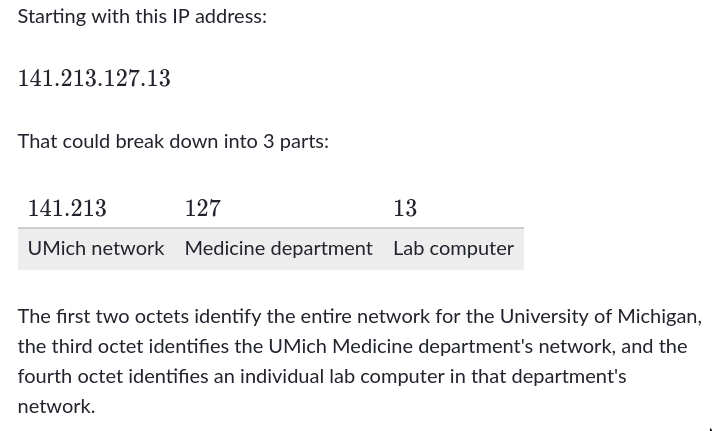 Starting with this IP address:
141.213.127.13
That could break down into 3 parts:
141.213 127 13
UMich network Medicine department Lab computer
The first two octets identify the entire network for the University of Michigan,
the third octet identifies the UMich Medicine department's network, and the
fourth octet identifies an individual lab computer in that department's
network.